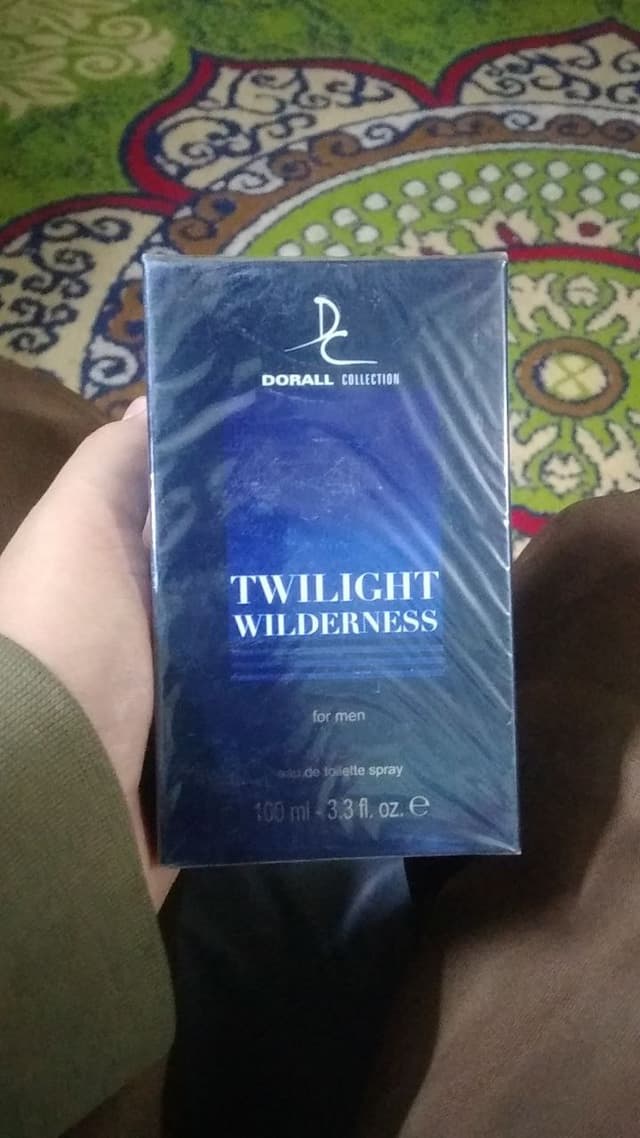 DC
DORALL COLLECTION
TWILIGHT
WILDERNESS
for men
eau de toilette spray
100 ml - 3.3 fl. oz. ℮